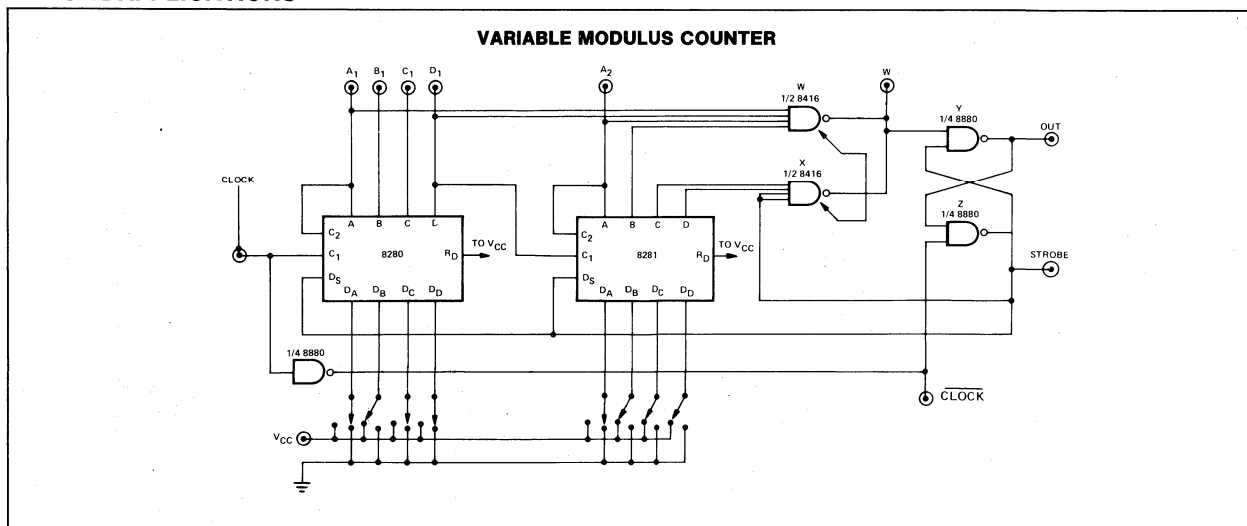 VARIABLE MODULUS COUNTER
A1 B1 C1 D1 A2 W
W
1/2 8416
Y
1/4 8880
OUT
CLOCK
X
1/2 8416
Z
1/4 8880
A B C D
C2
C1
DS
8280
RD
TO VCC
DA DB DC DD
A B C D
C2
C1
DS
8281
RD
TO VCC
DA DB DC DD
STROBE
1/4 8880
CLOCK
VCC